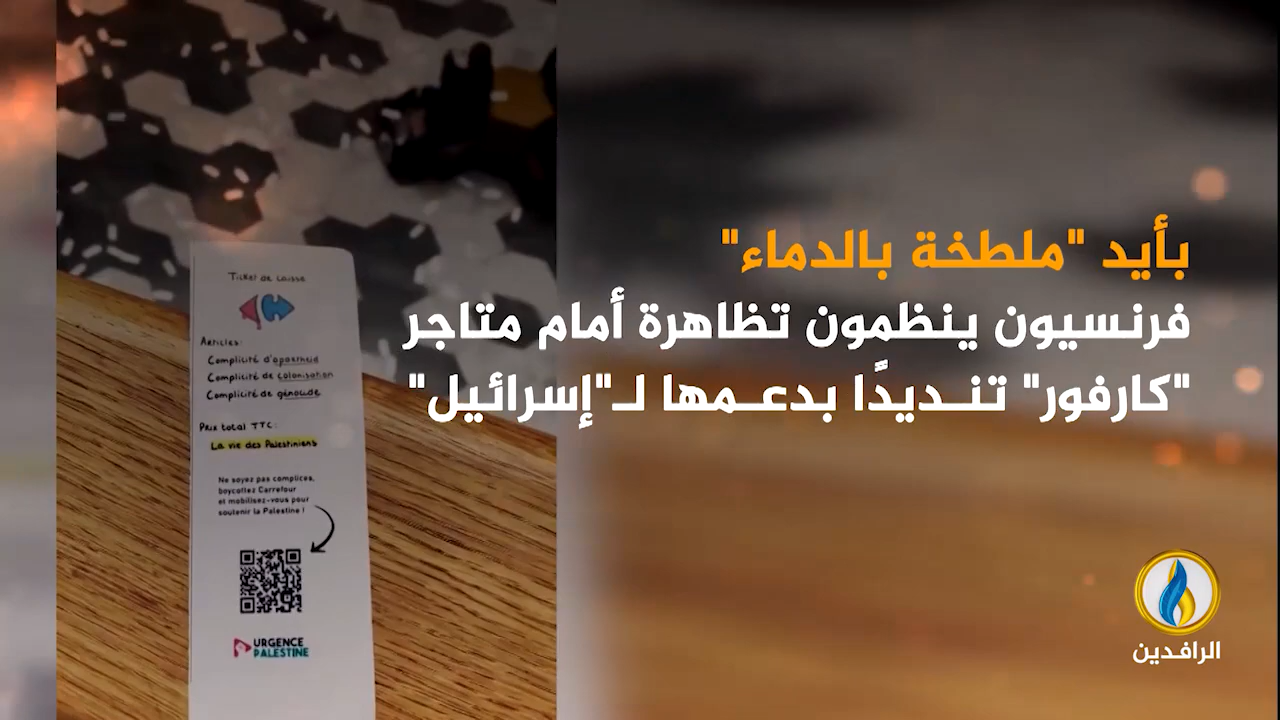 بأيد "ملطخة بالدماء"
فرنسيون ينظمون تظاهرة أمام متاجر
"كارفور" تنديدًا بدعمها لـ"إسرائيل"
Ticket de caisse
Articles:
Complicité d'apartheid
Complicité de colonisation
Complicité de génocide
Prix total TTC:
La vie des Palestiniens
Ne soyez pas complices,
boycottez Carrefour
et mobilisez-vous pour
soutenir la Palestine !
URGENCE
PALESTINE
الرافدين